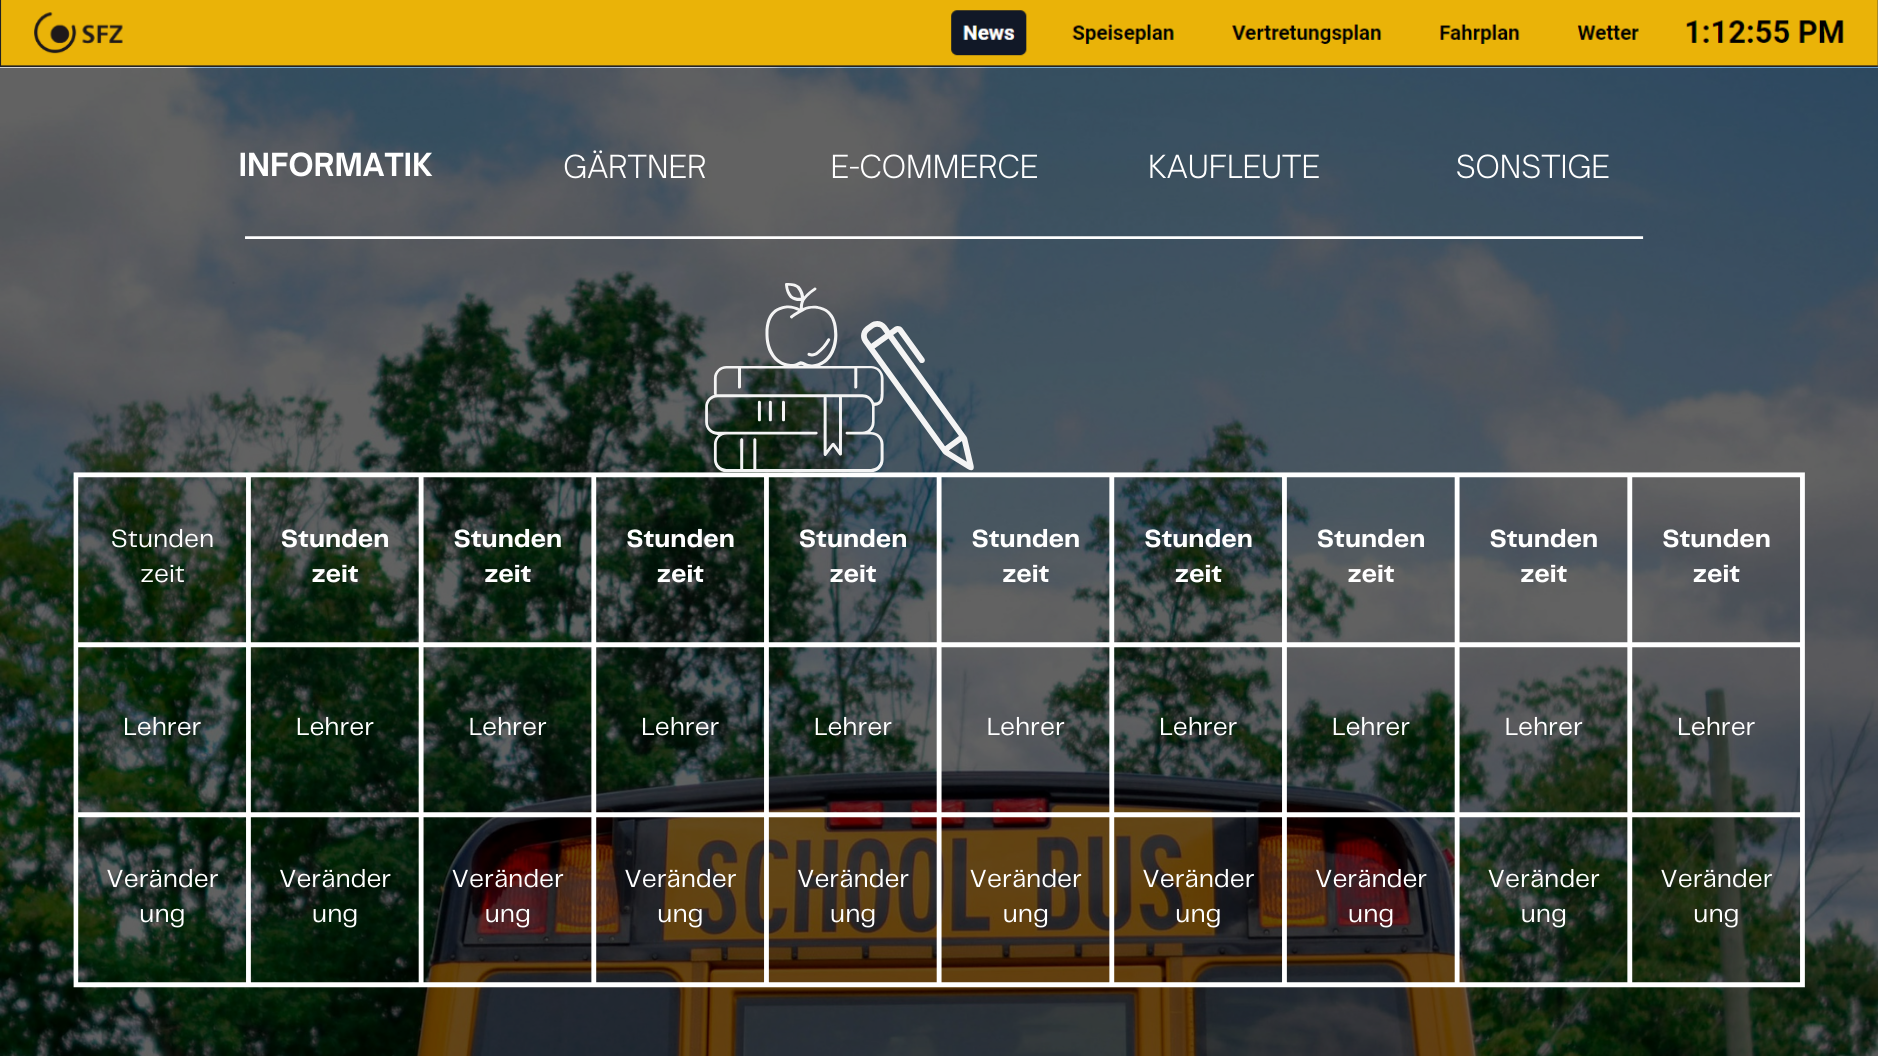 SFZ News Speiseplan Vertretungsplan Fahrplan Wetter 1:12:55 PM
INFORMATIK GÄRTNER E-COMMERCE KAUFLEUTE SONSTIGE
Stunden Stunden Stunden Stunden Stunden Stunden Stunden Stunden Stunden Stunden
zeit zeit zeit zeit zeit zeit zeit zeit zeit zeit
Lehrer Lehrer Lehrer Lehrer Lehrer Lehrer Lehrer Lehrer Lehrer Lehrer
SCHOOL BUS
Veränder Veränder Veränder Veränder Veränder Veränder Veränder Veränder Veränder Veränder
ung ung ung ung ung ung ung ung ung ung